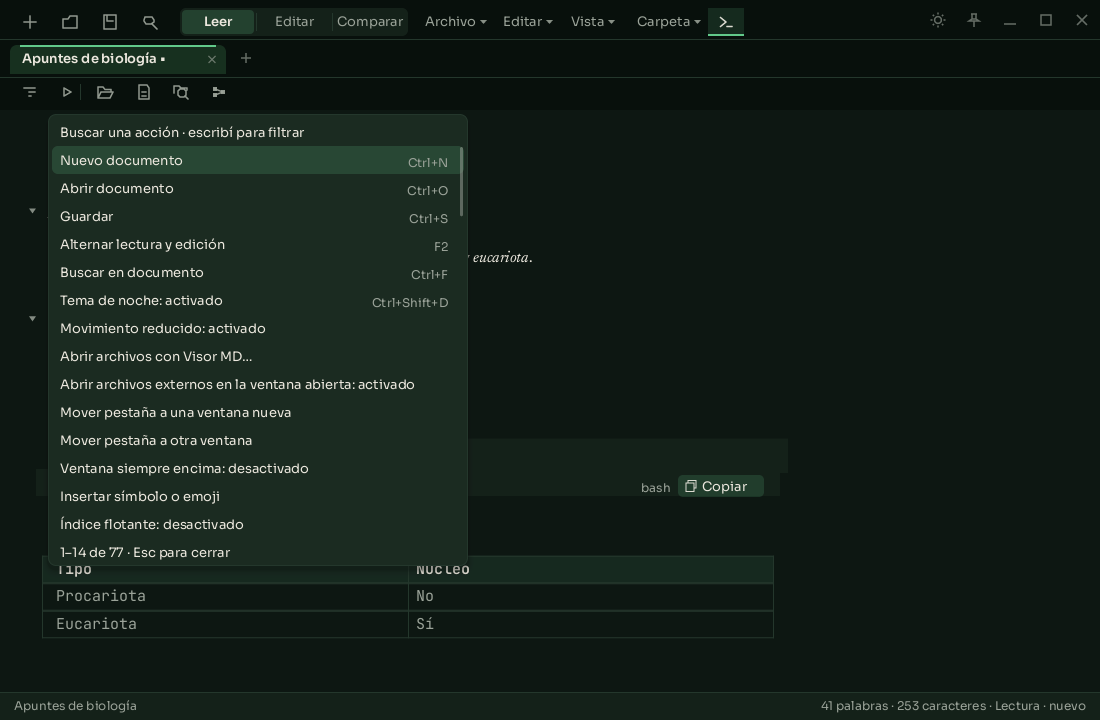 Leer Editar Comparar Archivo Editar Vista Carpeta
Apuntes de biología •
Buscar una acción · escribí para filtrar
Nuevo documento Ctrl+N
Abrir documento Ctrl+O
Guardar Ctrl+S
Alternar lectura y edición F2
eucariota.
Buscar en documento Ctrl+F
Tema de noche: activado Ctrl+Shift+D
Movimiento reducido: activado
Abrir archivos con Visor MD...
Abrir archivos externos en la ventana abierta: activado
Mover pestaña a una ventana nueva
Mover pestaña a otra ventana
Ventana siempre encima: desactivado
bash Copiar
Insertar símbolo o emoji
Índice flotante: desactivado
1–14 de 77 · Esc para cerrar
Tipo Núcleo
Procariota No
Eucariota Sí
Apuntes de biología 41 palabras · 253 caracteres · Lectura · nuevo